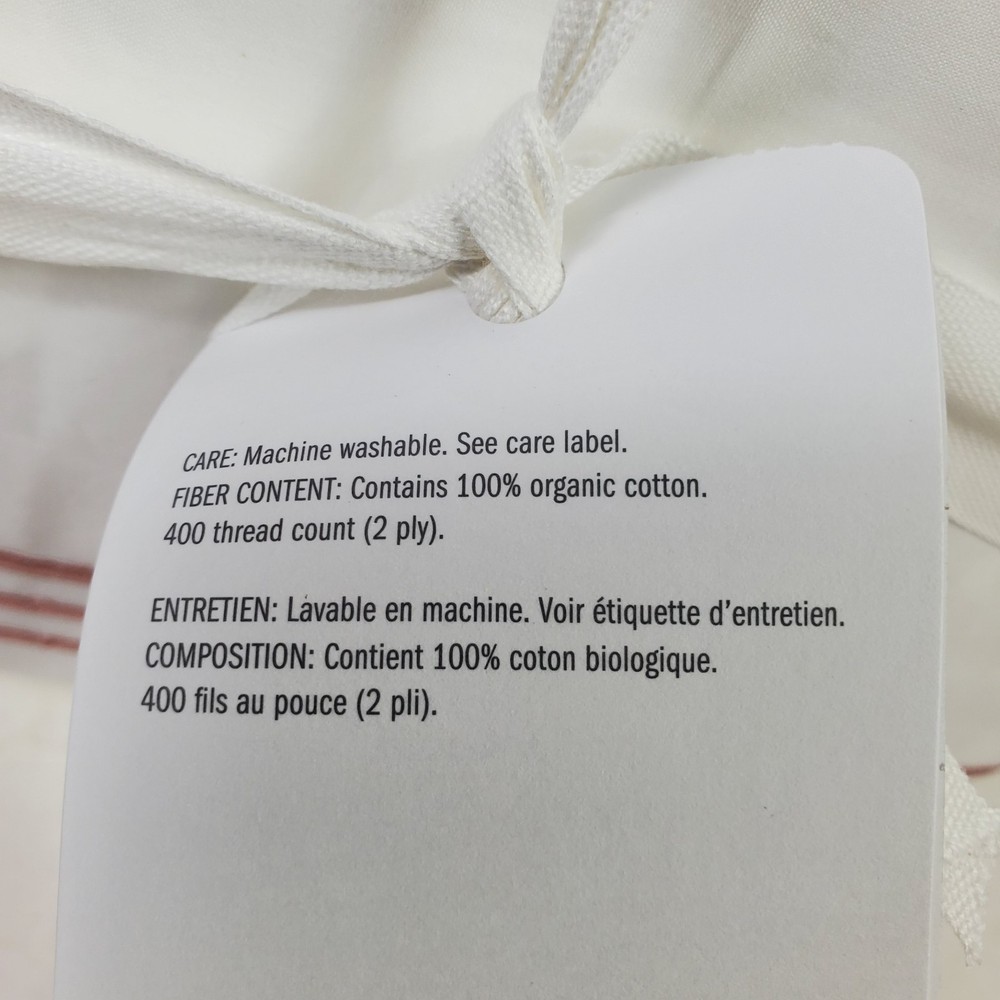 CARE: Machine washable. See care label.
FIBER CONTENT: Contains 100% organic cotton.
400 thread count (2 ply).
ENTRETIEN: Lavable en machine. Voir étiquette d'entretien.
COMPOSITION: Contient 100% coton biologique.
400 fils au pouce (2 pli).